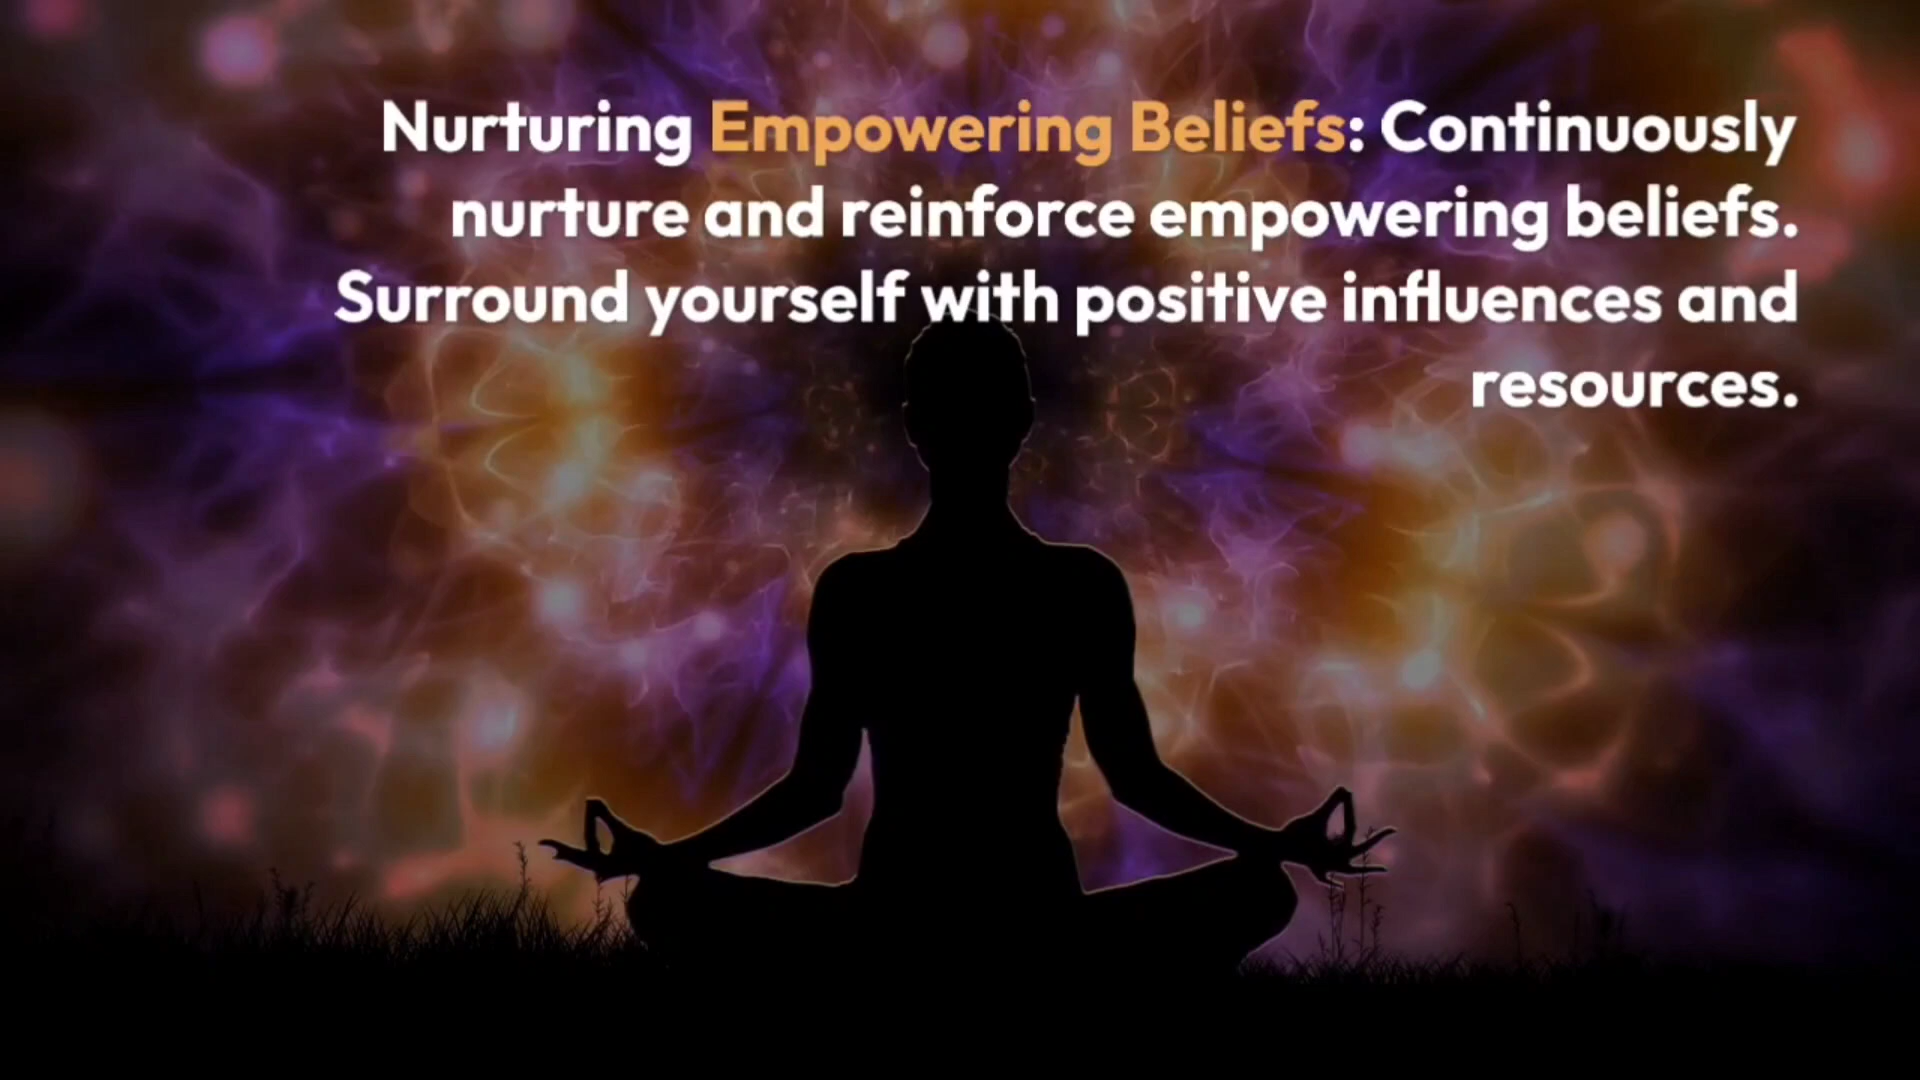 Nurturing Empowering Beliefs: Continuously
nurture and reinforce empowering beliefs.
Surround yourself with positive influences and
resources.